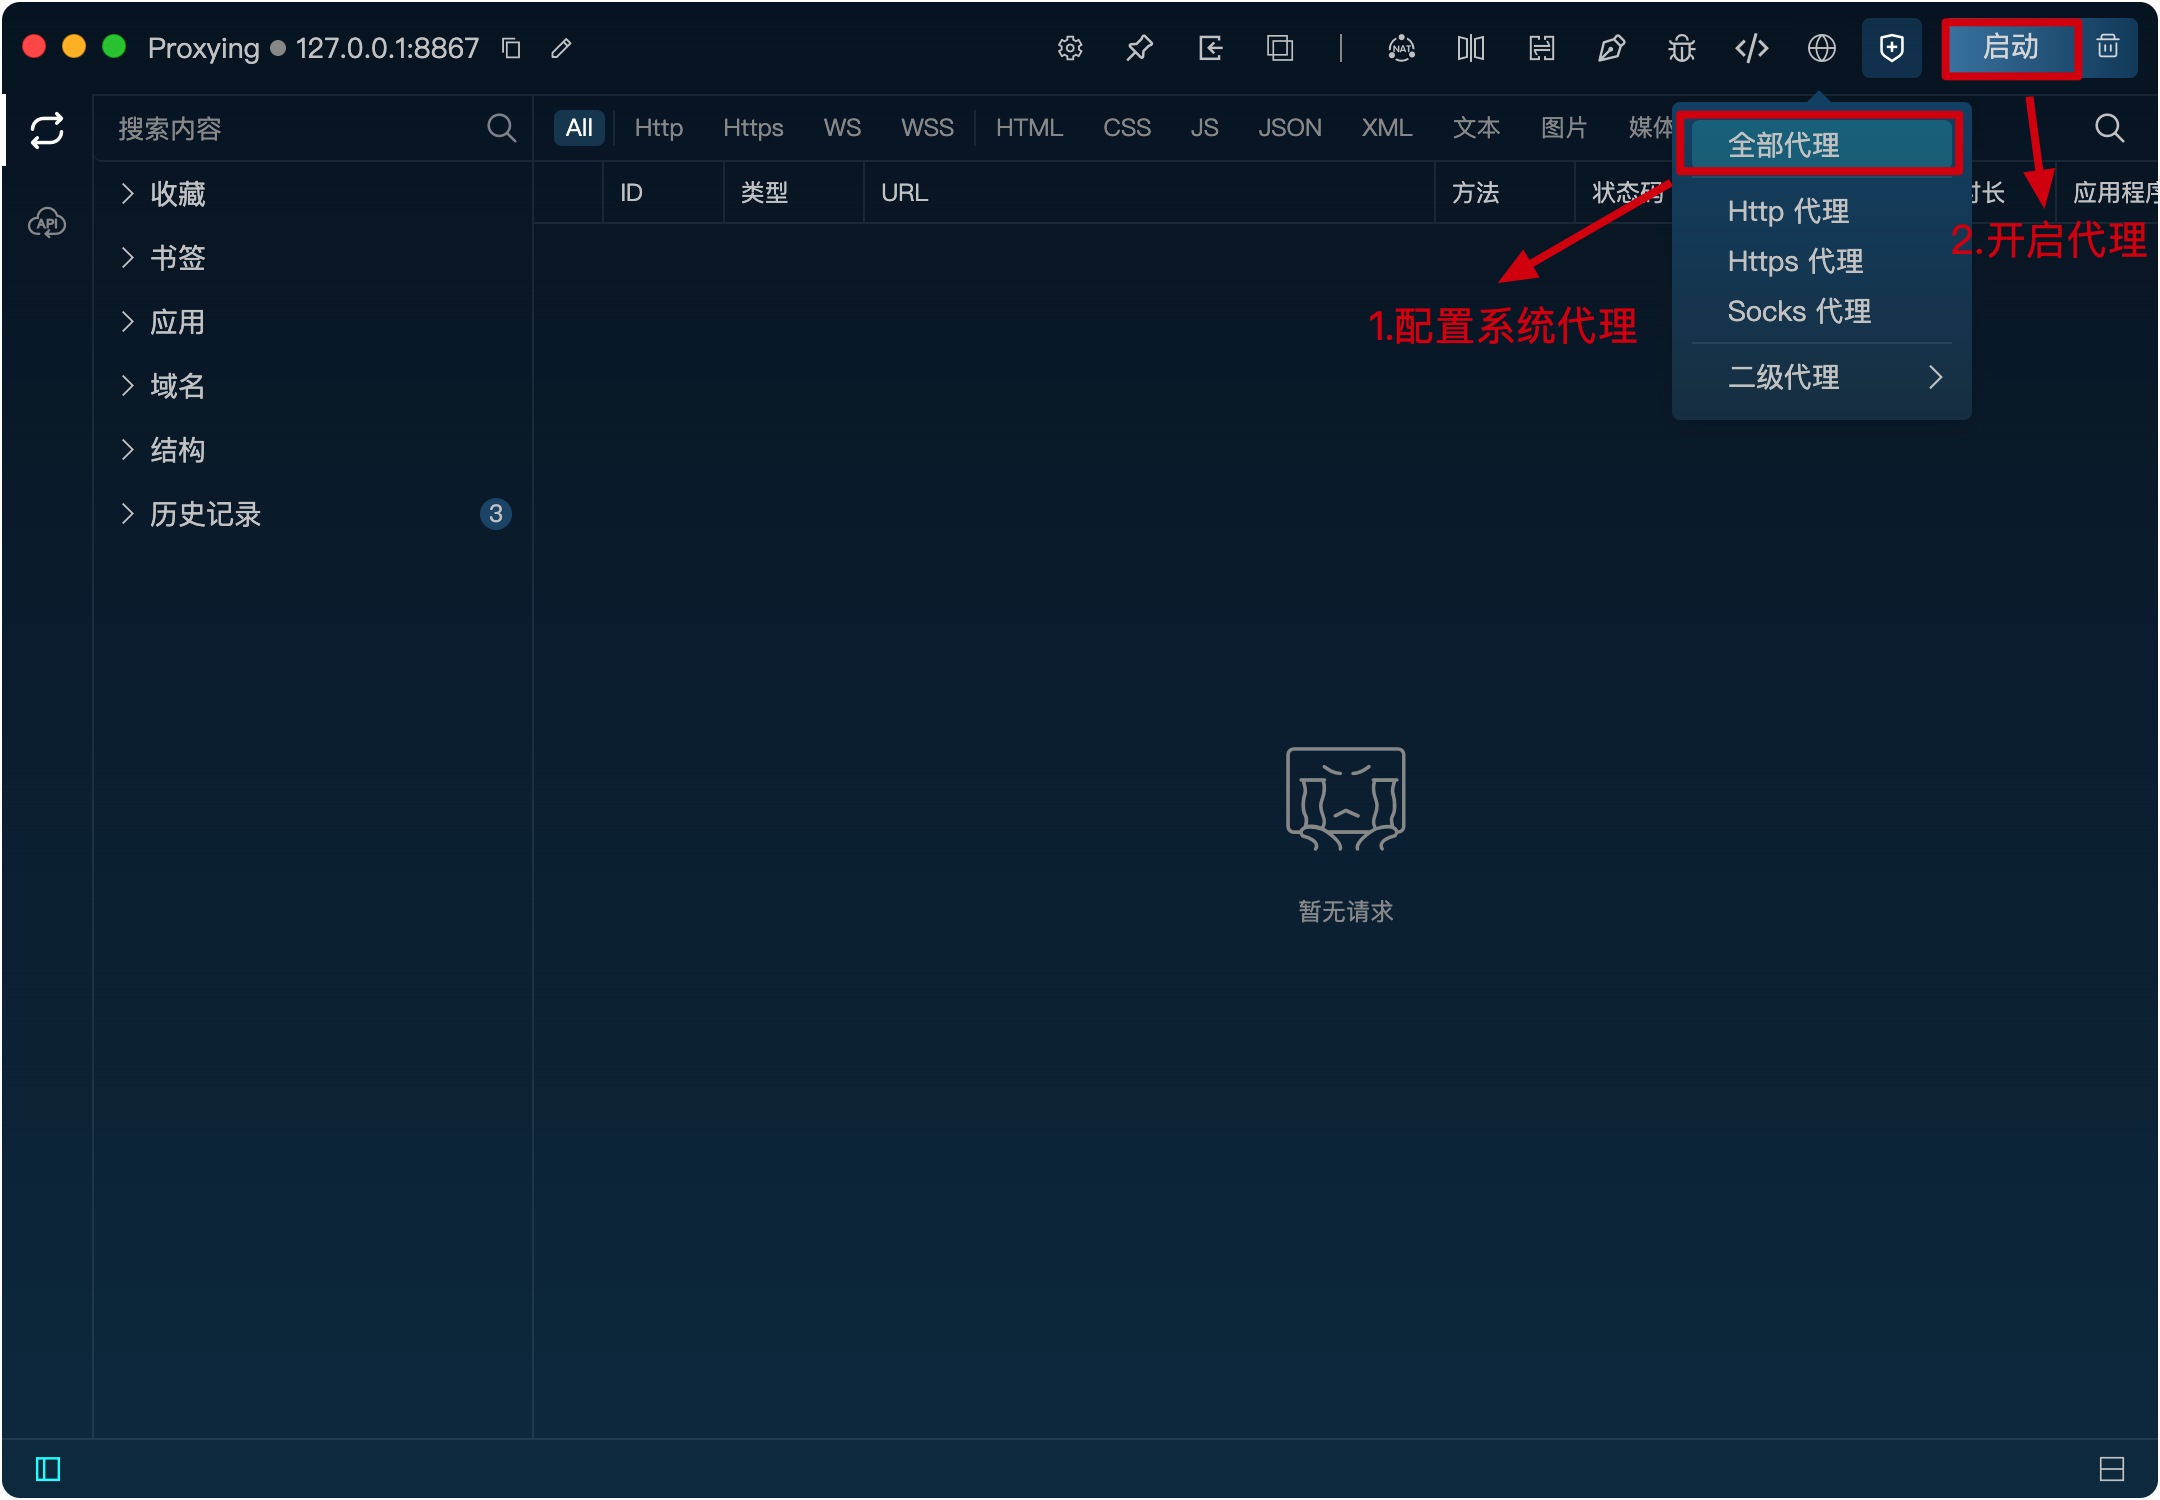 Proxying 127.0.0.1:8867
NAT
启动
API
搜索内容
All Http Https WS WSS HTML CSS JS JSON XML 文本 图片 媒体
全部代理
Http 代理
Https 代理
Socks 代理
二级代理
ID 类型 URL 方法 状态码 时长 应用程序
收藏
书签
应用
域名
结构
历史记录 3
1.配置系统代理
2.开启代理
暂无请求